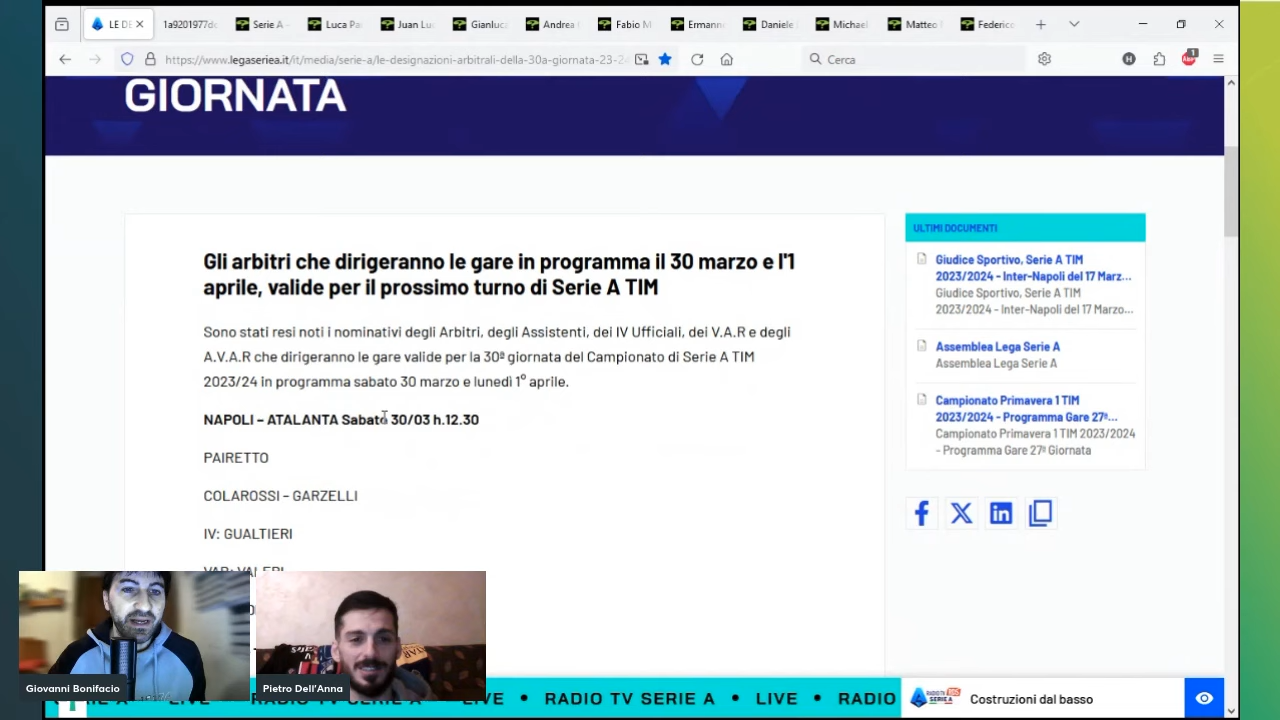 LE DE
1a9201977dc
Serie A -
Luca Pai
Juan Lu
Gianluca
Andrea
Fabio M
Ermann
Daniele
Michael
Matteo
Federico
https://www.legaseriea.it/it/media/serie-a/le-designazioni-arbitrali-della-30a-giornata-23-24
Cerca
GIORNATA
Gli arbitri che dirigeranno le gare in programma il 30 marzo e l'1
aprile, valide per il prossimo turno di Serie A TIM
Sono stati resi noti i nominativi degli Arbitri, degli Assistenti, dei IV Ufficiali, dei V.A.R e degli
A.V.A.R che dirigeranno le gare valide per la 30ª giornata del Campionato di Serie A TIM
2023/24 in programma sabato 30 marzo e lunedì 1° aprile.
NAPOLI – ATALANTA Sabato 30/03 h.12.30
PAIRETTO
COLAROSSI – GARZELLI
IV: GUALTIERI
VAR: VALERI
ULTIMI DOCUMENTI
Giudice Sportivo, Serie A TIM
2023/2024 - Inter-Napoli del 17 Marz...
Giudice Sportivo, Serie A TIM
2023/2024 - Inter-Napoli del 17 Marzo...
Assemblea Lega Serie A
Assemblea Lega Serie A
Campionato Primavera 1 TIM
2023/2024 - Programma Gare 27ª...
Campionato Primavera 1 TIM 2023/2024
- Programma Gare 27ª Giornata
Giovanni Bonifacio
Pietro Dell'Anna
LIVE • RADIO TV SERIE A • LIVE • RADIO
Costruzioni dal basso